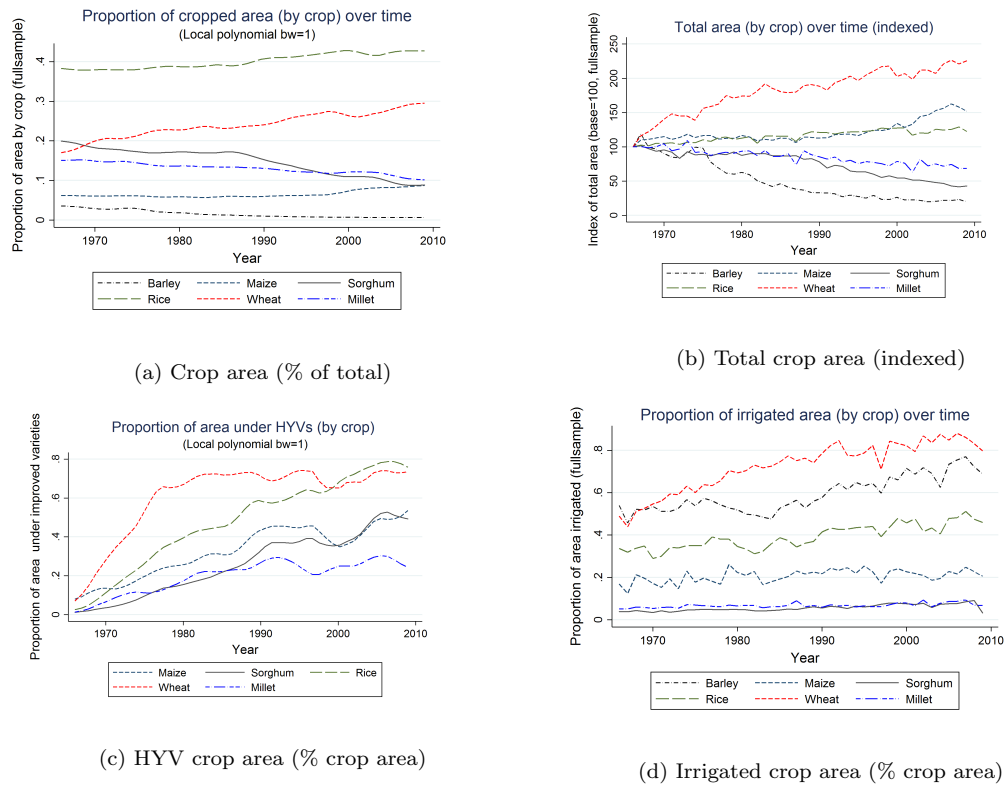 Proportion of cropped area (by crop) over time
(Local polynomial bw=1)
Proportion of area by crop (fullsample)
.4
.3
.2
.1
0
1970 1980 1990 2000 2010
Year
Barley Maize Sorghum
Rice Wheat Millet
(a) Crop area (% of total)
Total area (by crop) over time (indexed)
Index of total area (base=100, fullsample)
250
200
150
100
50
0
1970 1980 1990 2000 2010
Year
Barley Maize Sorghum
Rice Wheat Millet
(b) Total crop area (indexed)
Proportion of area under HYVs (by crop)
(Local polynomial bw=1)
Proportion of area under improved varieties
.8
.6
.4
.2
0
1970 1980 1990 2000 2010
Year
Maize Sorghum Rice
Wheat Millet
(c) HYV crop area (% crop area)
Proportion of irrigated area (by crop) over time
Proportion of area irrigated (fullsample)
.8
.6
.4
.2
0
1970 1980 1990 2000 2010
Year
Barley Maize Sorghum
Rice Wheat Millet
(d) Irrigated crop area (% crop area)